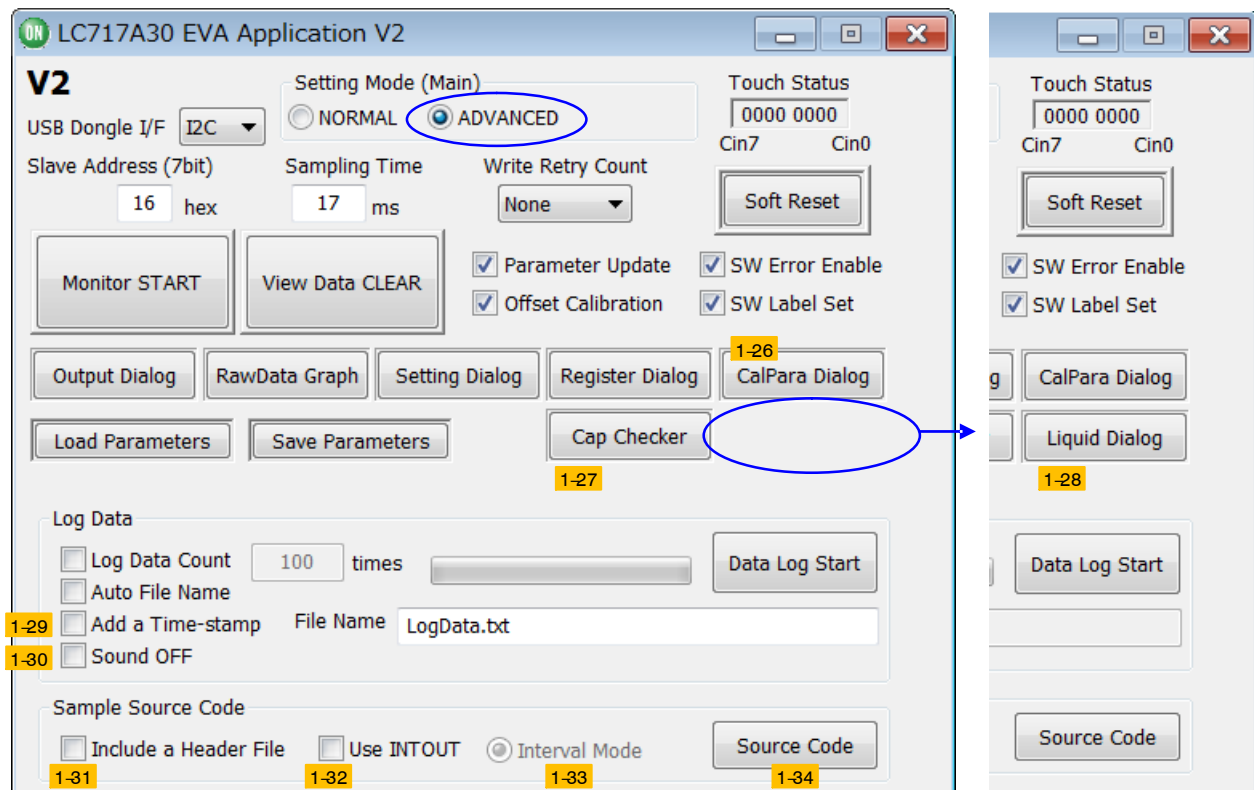 ON LC717A30 EVA Application V2
V2
Setting Mode (Main)
NORMAL ADVANCED
USB Dongle I/F I2C
Touch Status
0000 0000
Cin7 Cin0
Slave Address (7bit)
16 hex
Sampling Time
17 ms
Write Retry Count
None
Soft Reset
Monitor START
View Data CLEAR
Parameter Update
SW Error Enable
Offset Calibration
SW Label Set
1-26
Output Dialog
RawData Graph
Setting Dialog
Register Dialog
CalPara Dialog
Load Parameters
Save Parameters
Cap Checker
1-27
Log Data
Log Data Count 100 times
Data Log Start
Auto File Name
1-29 Add a Time-stamp
File Name LogData.txt
1-30 Sound OFF
Sample Source Code
Include a Header File
Use INTOUT
Interval Mode
Source Code
1-31 1-32 1-33 1-34
Touch Status
0000 0000
Cin7 Cin0
Soft Reset
SW Error Enable
SW Label Set
g CalPara Dialog
Liquid Dialog
1-28
Data Log Start
Source Code